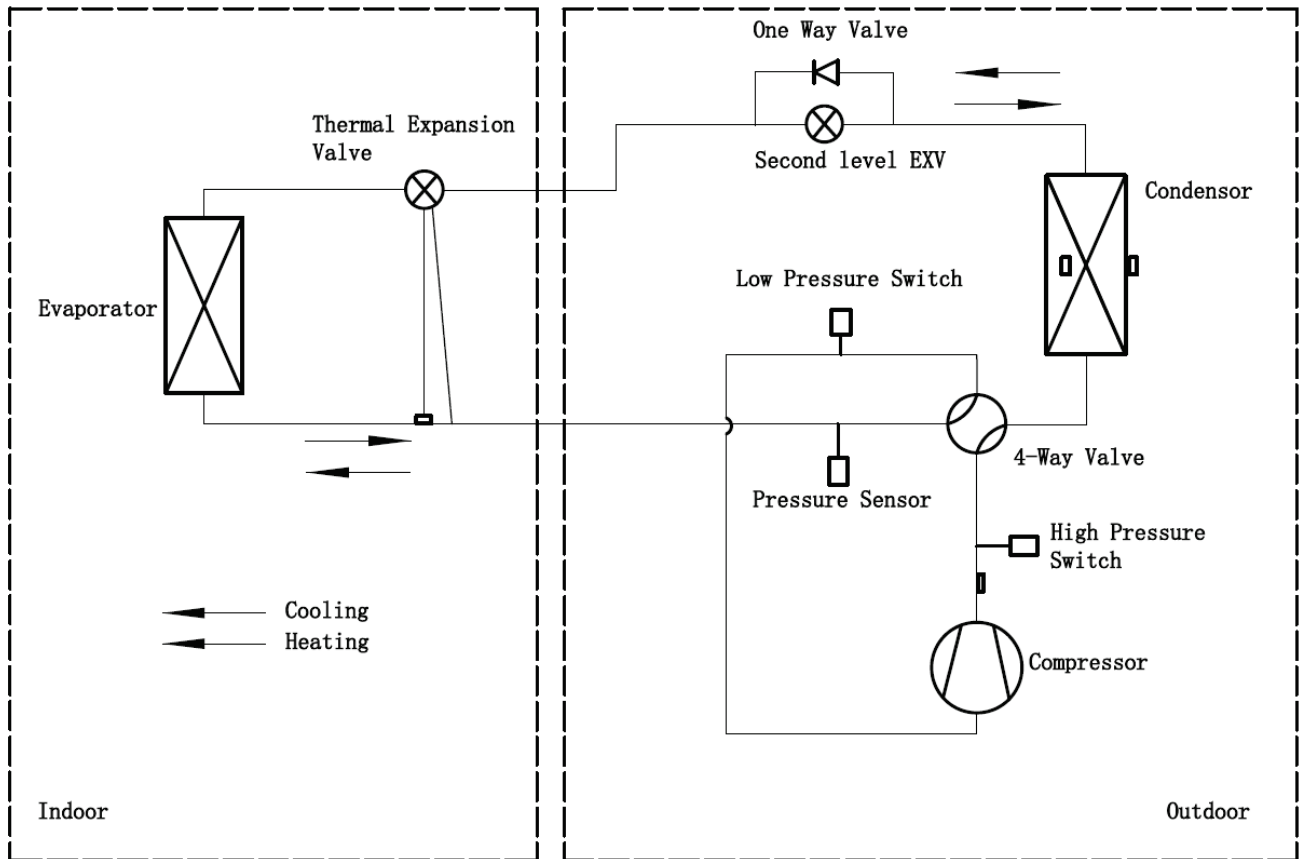 One Way Valve
Thermal Expansion
Valve
Second level EXV
Condensor
Low Pressure Switch
Evaporator
4-Way Valve
Pressure Sensor
High Pressure
Switch
Cooling
Heating
Compressor
Indoor
Outdoor